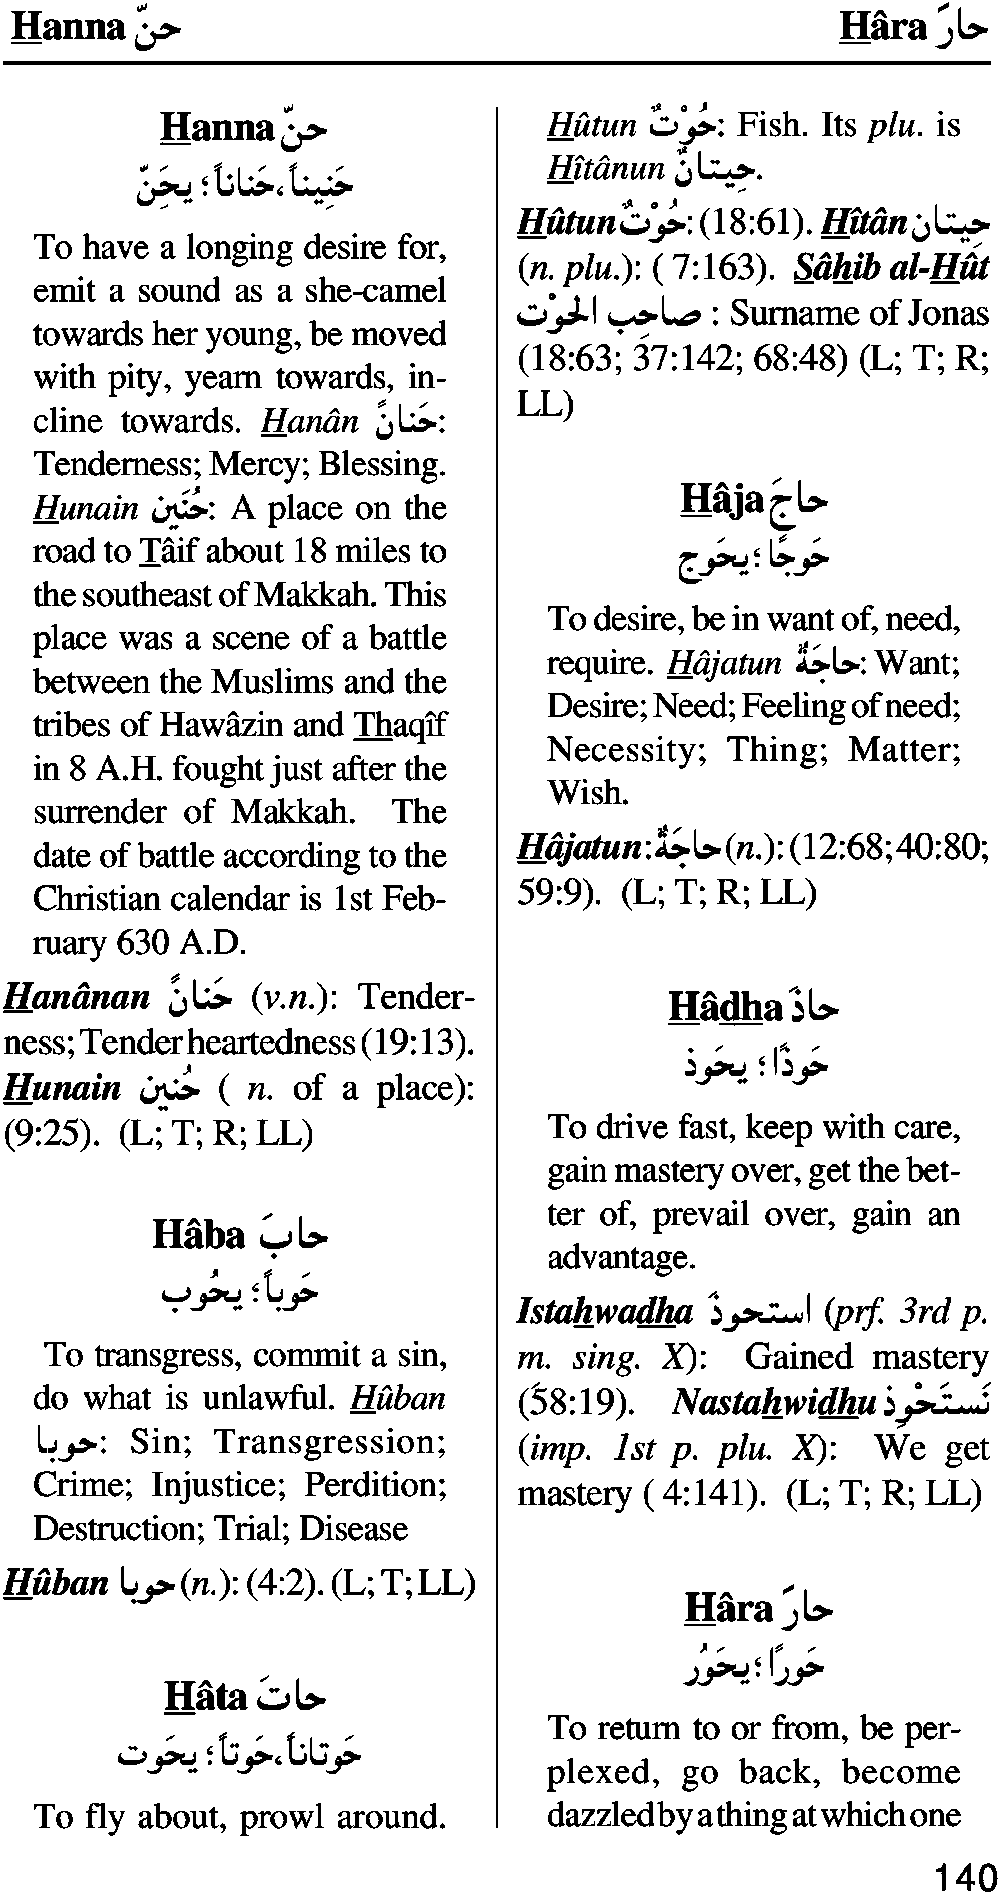 Hanna حنّ
Hâra حارَ
Hanna حنّ
حَنِيناً، حَناناً؛ يحَنّ
To have a longing desire for,
emit a sound as a she-camel
towards her young, be moved
with pity, yearn towards, in-
cline towards. Hanân حَنانً:
Tenderness; Mercy; Blessing.
Hunain حُنَين: A place on the
road to Tâif about 18 miles to
the southeast of Makkah. This
place was a scene of a battle
between the Muslims and the
tribes of Hawâzin and Thaqîf
in 8 A.H. fought just after the
surrender of Makkah. The
date of battle according to the
Christian calendar is 1st Feb-
ruary 630 A.D.
Hanânan حَنانً (v.n.): Tender-
ness; Tenderheartedness (19:13).
Hunain حُنين ( n. of a place):
(9:25). (L; T; R; LL)
Hâba حابَ
حَوباً؛ يحُوب
To transgress, commit a sin,
do what is unlawful. Hûban
حوبا: Sin; Transgression;
Crime; Injustice; Perdition;
Destruction; Trial; Disease
Hûban حوبا (n.): (4:2). (L; T; LL)
Hâta حاتَ
حَوتاناً، حَوتاً؛ يحَوت
To fly about, prowl around.
Hûtun حُوْتٌ: Fish. Its plu. is
Hîtânun حِيتانٌ.
Hûtun حُوْتٌ: (18:61). Hîtân حِيتان
(n. plu.): ( 7:163). Sâhib al-Hût
صاحِب الحوْت : Surname of Jonas
(18:63; 37:142; 68:48) (L; T; R;
LL)
Hâja حاجَ
حَوجًا؛ يحَوج
To desire, be in want of, need,
require. Hâjatun حاجَةٌ: Want;
Desire; Need; Feeling of need;
Necessity; Thing; Matter;
Wish.
Hâjatun: حاجَةٌ (n.): (12:68; 40:80;
59:9). (L; T; R; LL)
Hâdha حاذَ
حَوذًا؛ يحَوذ
To drive fast, keep with care,
gain mastery over, get the bet-
ter of, prevail over, gain an
advantage.
Istahwadha استحوذَ (prf. 3rd p.
m. sing. X): Gained mastery
(58:19). Nastahwidhu نَستَحْوِذ
(imp. 1st p. plu. X): We get
mastery ( 4:141). (L; T; R; LL)
Hâra حارَ
حَورًا؛ يحَوُر
To return to or from, be per-
plexed, go back, become
dazzled by a thing at which one
140